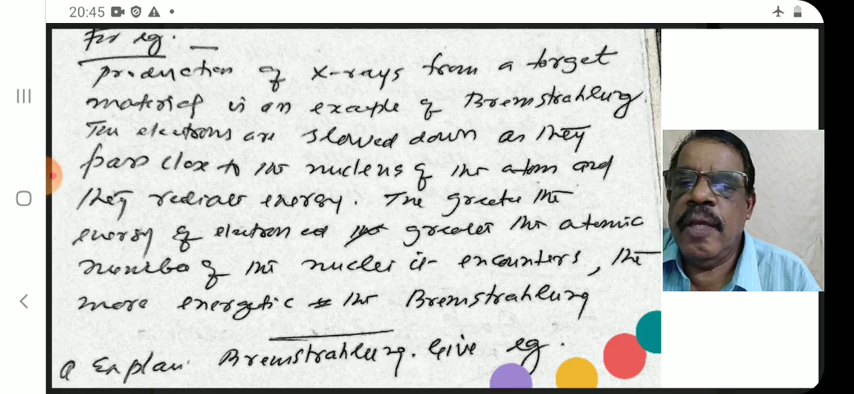 20:45
For eg. —
production of x-rays from a target
material is an example of Bremstrahlung.
The electrons are slowed down as they
pass close to the nucleus of the atom and
they radiate energy. The greater the
energy of electron and greater the atomic
number of the nuclei it encounters, the
more energetic is the Bremstrahlung
Q Explain Bremstrahlung. Give eg.